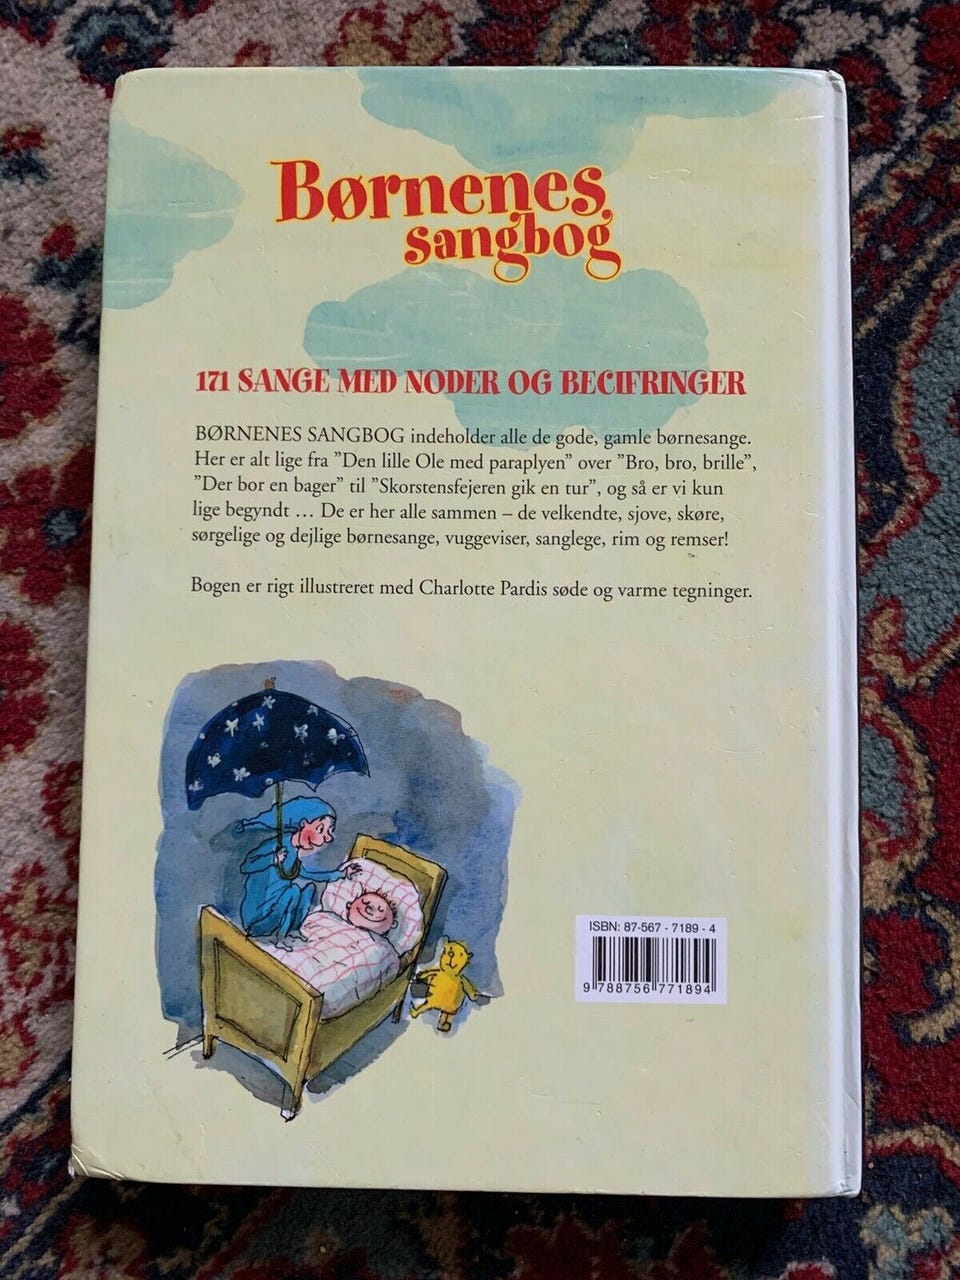 Børnenes
sangbog
171 SANGE MED NODER OG BECIFRINGER
BØRNENES SANGBOG indeholder alle de gode, gamle børnesange.
Her er alt lige fra ”Den lille Ole med paraplyen” over ”Bro, bro, brille”,
”Der bor en bager” til ”Skorstensfejeren gik en tur”, og så er vi kun
lige begyndt … De er her alle sammen – de velkendte, sjove, skøre,
sørgelige og dejlige børnesange, vuggeviser, sanglege, rim og remser!
Bogen er rigt illustreret med Charlotte Pardis søde og varme tegninger.
ISBN: 87-567 - 7189 - 4
9 788756 771894